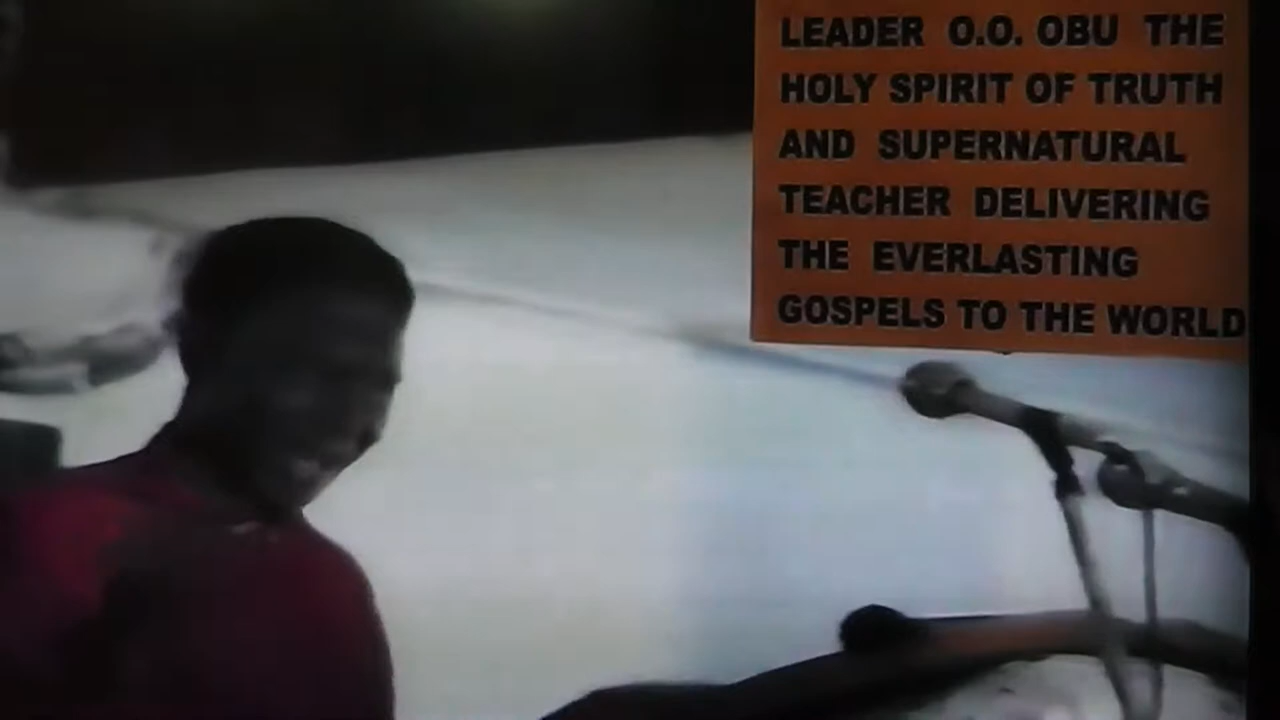 LEADER O.O. OBU THE
HOLY SPIRIT OF TRUTH
AND SUPERNATURAL
TEACHER DELIVERING
THE EVERLASTING
GOSPELS TO THE WORLD